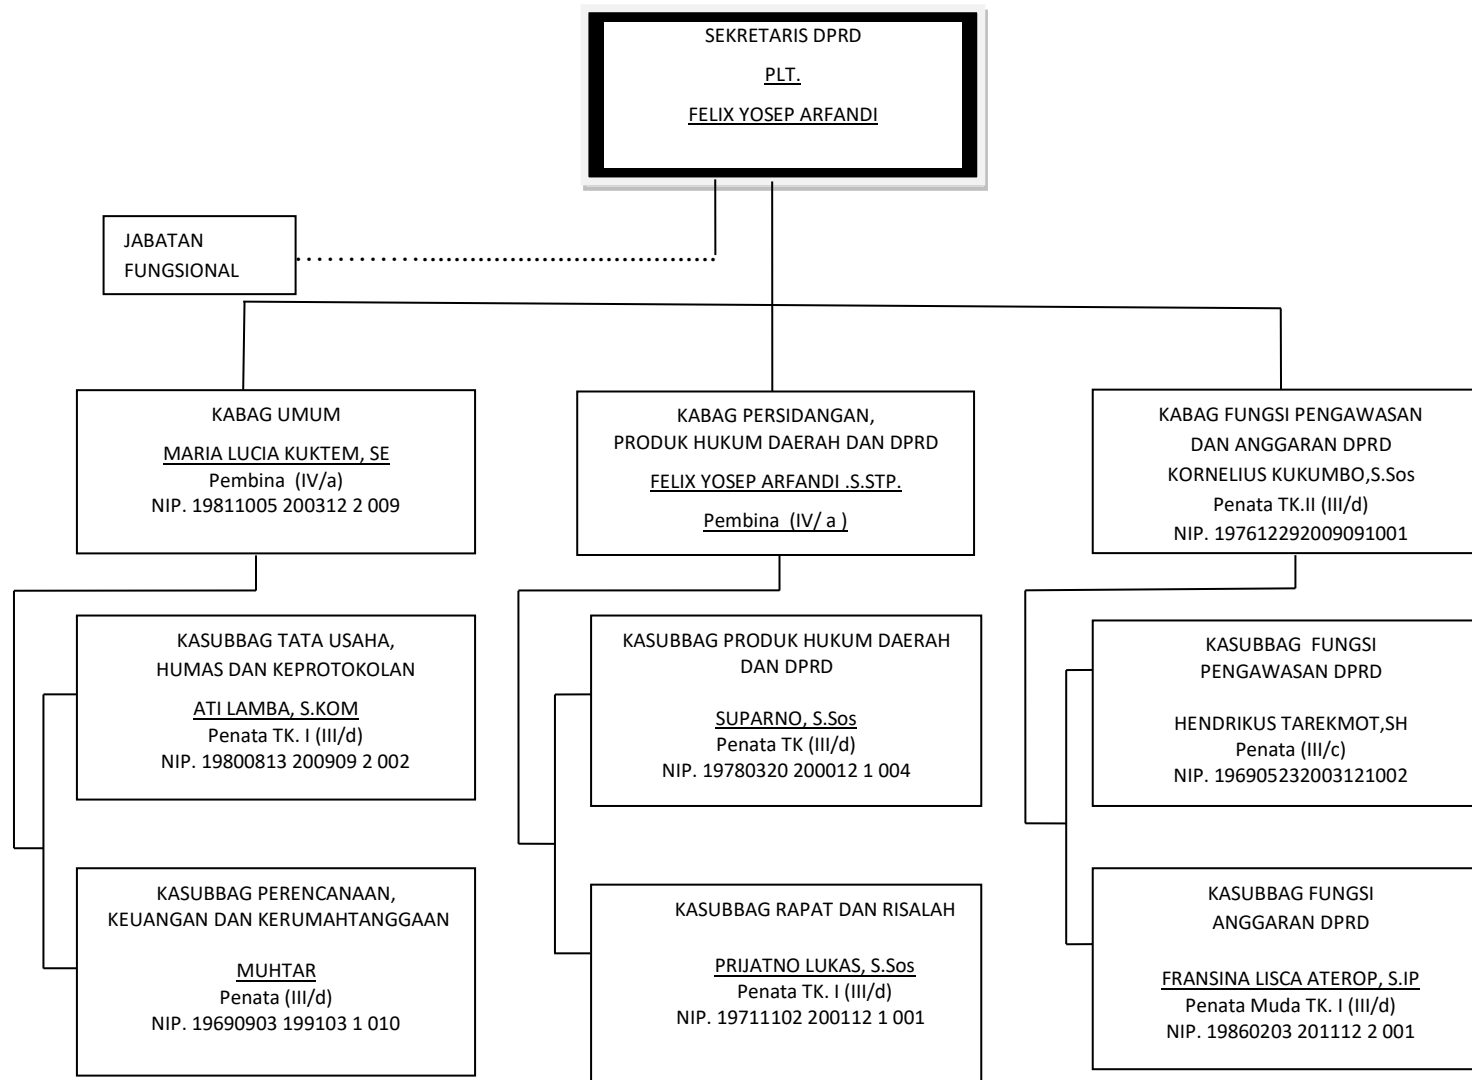 SEKRETARIS DPRD
PLT.
FELIX YOSEP ARFANDI
JABATAN
FUNGSIONAL
KABAG UMUM
MARIA LUCIA KUKTEM, SE
Pembina (IV/a)
NIP. 19811005 200312 2 009
KABAG PERSIDANGAN,
PRODUK HUKUM DAERAH DAN DPRD
FELIX YOSEP ARFANDI .S.STP.
Pembina (IV/ a )
KABAG FUNGSI PENGAWASAN
DAN ANGGARAN DPRD
KORNELIUS KUKUMBO,S.Sos
Penata TK.II (III/d)
NIP. 197612292009091001
KASUBBAG TATA USAHA,
HUMAS DAN KEPROTOKOLAN
ATI LAMBA, S.KOM
Penata TK. I (III/d)
NIP. 19800813 200909 2 002
KASUBBAG PRODUK HUKUM DAERAH
DAN DPRD
SUPARNO, S.Sos
Penata TK (III/d)
NIP. 19780320 200012 1 004
KASUBBAG FUNGSI
PENGAWASAN DPRD
HENDRIKUS TAREKMOT,SH
Penata (III/c)
NIP. 196905232003121002
KASUBBAG PERENCANAAN,
KEUANGAN DAN KERUMAHTANGGAAN
MUHTAR
Penata (III/d)
NIP. 19690903 199103 1 010
KASUBBAG RAPAT DAN RISALAH
PRIJATNO LUKAS, S.Sos
Penata TK. I (III/d)
NIP. 19711102 200112 1 001
KASUBBAG FUNGSI
ANGGARAN DPRD
FRANSINA LISCA ATEROP, S.IP
Penata Muda TK. I (III/d)
NIP. 19860203 201112 2 001